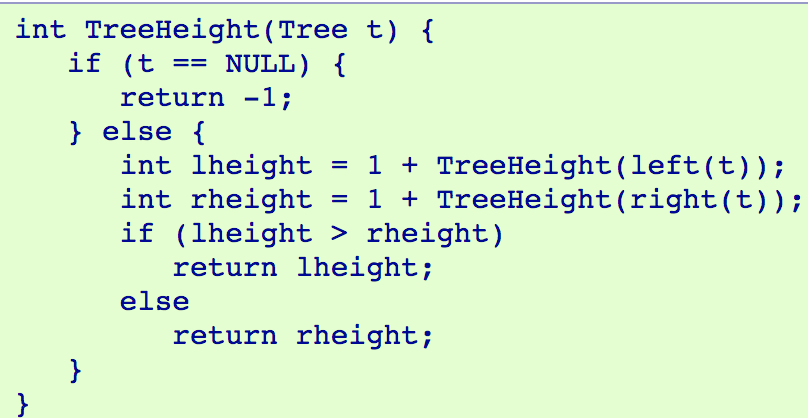 int TreeHeight(Tree t) {
   if (t == NULL) {
      return -1;
   } else {
      int lheight = 1 + TreeHeight(left(t));
      int rheight = 1 + TreeHeight(right(t));
      if (lheight > rheight)
         return lheight;
      else
         return rheight;
   }
}